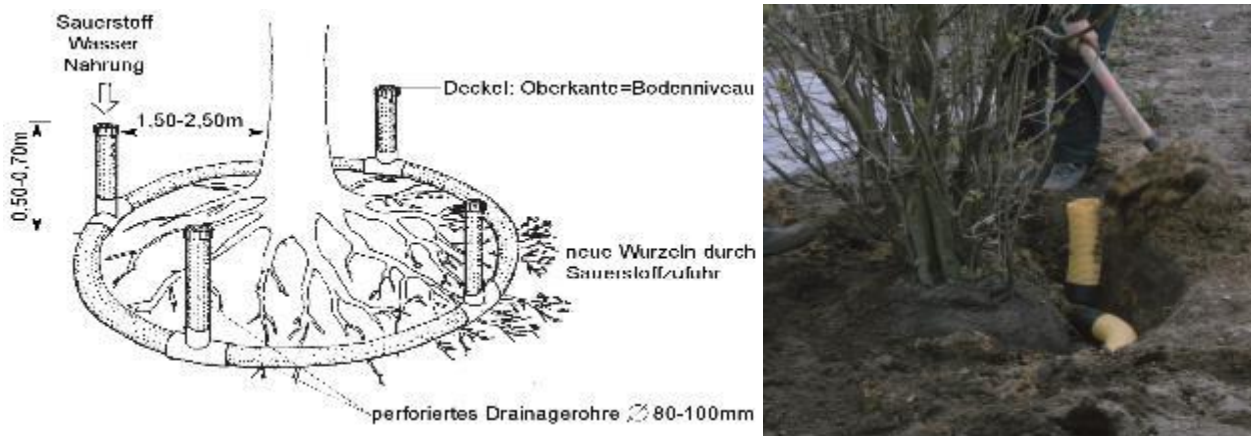 Sauerstoff
Wasser
Nahrung
Deckel: Oberkante=Bodenniveau
1,50-2,50m
0,50-0,70m
neue Wurzeln durch
Sauerstoffzufuhr
perforiertes Drainagerohre ∅ 80-100mm